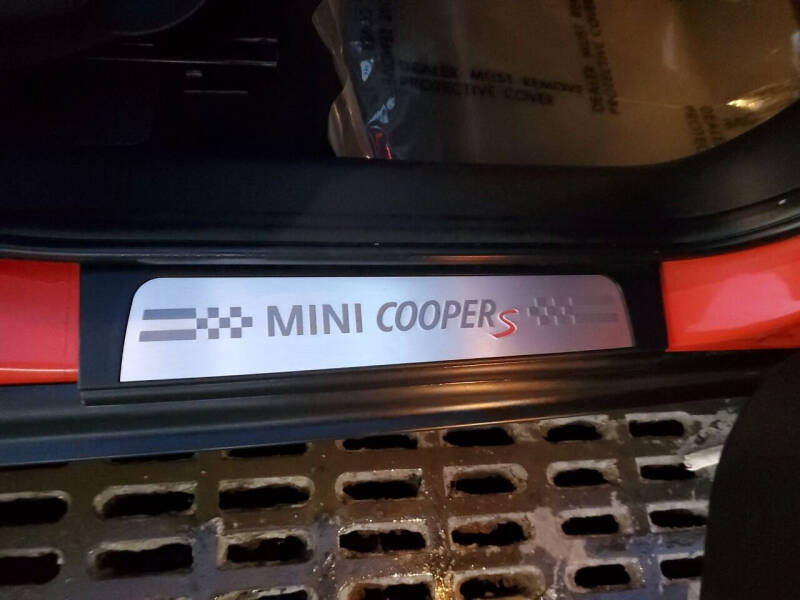 DEALER MUST REMOVE
PROTECTIVE COVER
MINI COOPER S